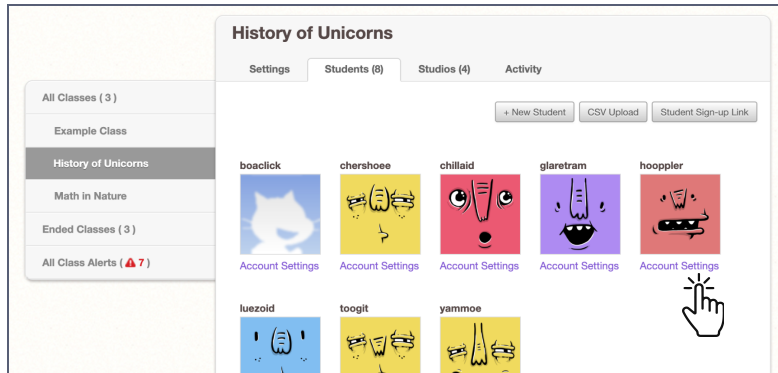 History of Unicorns
Settings Students (8) Studios (4) Activity
All Classes ( 3 )
Example Class
History of Unicorns
Math in Nature
Ended Classes ( 3 )
All Class Alerts ( 7 )
+ New Student CSV Upload Student Sign-up Link
boaclick chershoee chillaid glaretram hooppler
Account Settings Account Settings Account Settings Account Settings Account Settings
luezoid toogit yammoe